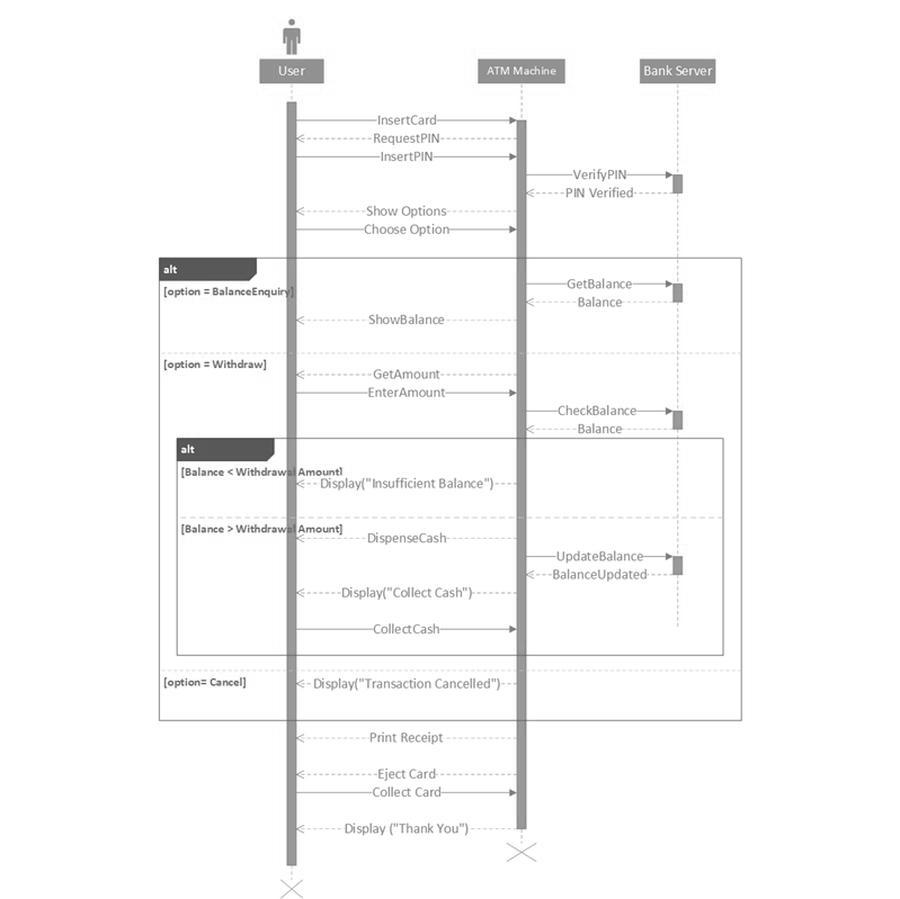 User
ATM Machine
Bank Server
InsertCard
RequestPIN
InsertPIN
VerifyPIN
PIN Verified
Show Options
Choose Option
alt
[option = BalanceEnquiry]
GetBalance
Balance
ShowBalance
[option = Withdraw]
GetAmount
EnterAmount
CheckBalance
Balance
alt
[Balance < Withdrawal Amount]
Display("Insufficient Balance")
[Balance > Withdrawal Amount]
DispenseCash
UpdateBalance
BalanceUpdated
Display("Collect Cash")
CollectCash
[option= Cancel]
Display("Transaction Cancelled")
Print Receipt
Eject Card
Collect Card
Display ("Thank You")